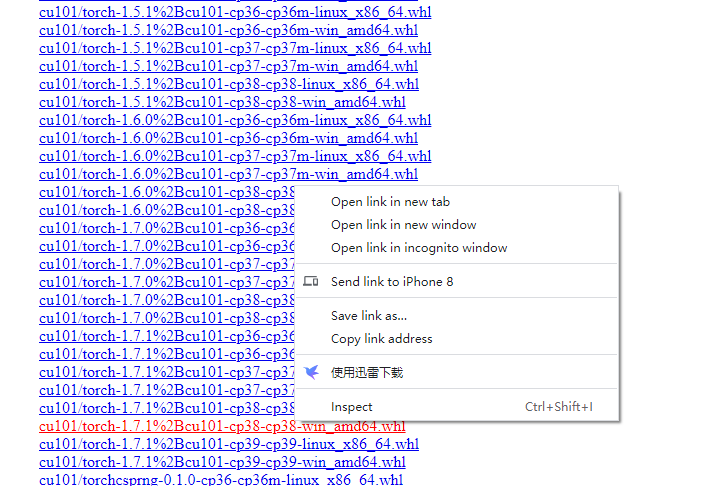 cu101/torch-1.5.1%2Bcu101-cp36-cp36m-linux_x86_64.whl
cu101/torch-1.5.1%2Bcu101-cp36-cp36m-win_amd64.whl
cu101/torch-1.5.1%2Bcu101-cp37-cp37m-linux_x86_64.whl
cu101/torch-1.5.1%2Bcu101-cp37-cp37m-win_amd64.whl
cu101/torch-1.5.1%2Bcu101-cp38-cp38-linux_x86_64.whl
cu101/torch-1.5.1%2Bcu101-cp38-cp38-win_amd64.whl
cu101/torch-1.6.0%2Bcu101-cp36-cp36m-linux_x86_64.whl
cu101/torch-1.6.0%2Bcu101-cp36-cp36m-win_amd64.whl
cu101/torch-1.6.0%2Bcu101-cp37-cp37m-linux_x86_64.whl
cu101/torch-1.6.0%2Bcu101-cp37-cp37m-win_amd64.whl
cu101/torch-1.6.0%2Bcu101-cp38-cp38
cu101/torch-1.6.0%2Bcu101-cp38-cp38
cu101/torch-1.7.0%2Bcu101-cp36-cp36
cu101/torch-1.7.0%2Bcu101-cp36-cp36
cu101/torch-1.7.0%2Bcu101-cp37-cp37
cu101/torch-1.7.0%2Bcu101-cp37-cp37
cu101/torch-1.7.0%2Bcu101-cp38-cp38
cu101/torch-1.7.0%2Bcu101-cp38-cp38
cu101/torch-1.7.1%2Bcu101-cp36-cp36
cu101/torch-1.7.1%2Bcu101-cp36-cp36
cu101/torch-1.7.1%2Bcu101-cp37-cp37
cu101/torch-1.7.1%2Bcu101-cp37-cp37
cu101/torch-1.7.1%2Bcu101-cp38-cp38
cu101/torch-1.7.1%2Bcu101-cp38-cp38-win_amd64.whl
cu101/torch-1.7.1%2Bcu101-cp39-cp39-linux_x86_64.whl
cu101/torch-1.7.1%2Bcu101-cp39-cp39-win_amd64.whl
cu101/torchcsprng-0.1.0-cp36-cp36m-linux_x86_64.whl
Open link in new tab
Open link in new window
Open link in incognito window
Send link to iPhone 8
Save link as...
Copy link address
使用迅雷下载
Inspect Ctrl+Shift+I